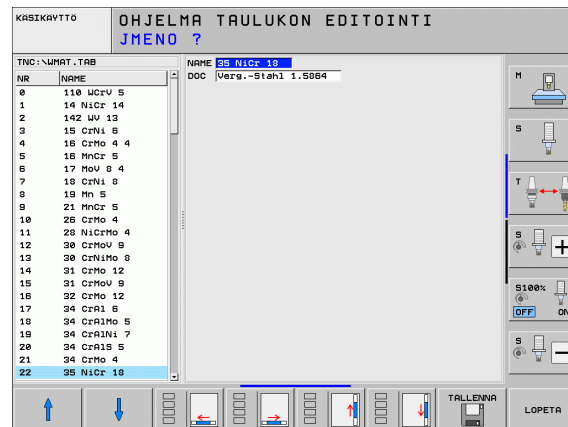 KÄSIKÄYTTÖ
OHJELMA TAULUKON EDITOINTI
JMENO ?
TNC:\WMAT.TAB
NR NAME
0 110 WCrV 5
1 14 NiCr 14
2 142 WV 13
3 15 CrNi 6
4 16 CrMo 4 4
5 16 MnCr 5
6 17 MoV 8 4
7 18 CrNi 8
8 19 Mn 5
9 21 MnCr 5
10 26 CrMo 4
11 28 NiCrMo 4
12 30 CrMoV 9
13 30 CrNiMo 8
14 31 CrMo 12
15 31 CrMoV 9
16 32 CrMo 12
17 34 CrAl 6
18 34 CrAlMo 5
19 34 CrAlNi 7
20 34 CrAlS 5
21 34 CrMo 4
22 35 NiCr 18
NAME 35 NiCr 18
DOC Verg.-Stahl 1.5864
M
S
T
S
+
S100%
OFF ON
S
-
TALLENNA
LOPETA